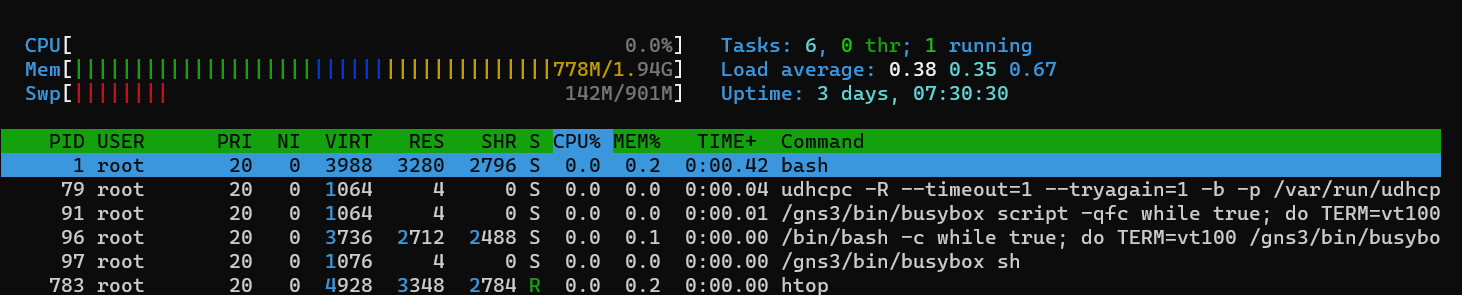 CPU[ 0.0%] Tasks: 6, 0 thr; 1 running
Mem[||||||||||||||||||||||||||||||||||||||||778M/1.94G] Load average: 0.38 0.35 0.67
Swp[|||||||| 142M/901M] Uptime: 3 days, 07:30:30
PID USER PRI NI VIRT RES SHR S CPU% MEM% TIME+ Command
1 root 20 0 3988 3280 2796 S 0.0 0.2 0:00.42 bash
79 root 20 0 1064 4 0 S 0.0 0.0 0:00.04 udhcpc -R --timeout=1 --tryagain=1 -b -p /var/run/udhcp
91 root 20 0 1064 4 0 S 0.0 0.0 0:00.01 /gns3/bin/busybox script -qfc while true; do TERM=vt100
96 root 20 0 3736 2712 2488 S 0.0 0.1 0:00.00 /bin/bash -c while true; do TERM=vt100 /gns3/bin/busybo
97 root 20 0 1076 4 0 S 0.0 0.0 0:00.00 /gns3/bin/busybox sh
783 root 20 0 4928 3348 2784 R 0.0 0.2 0:00.00 htop